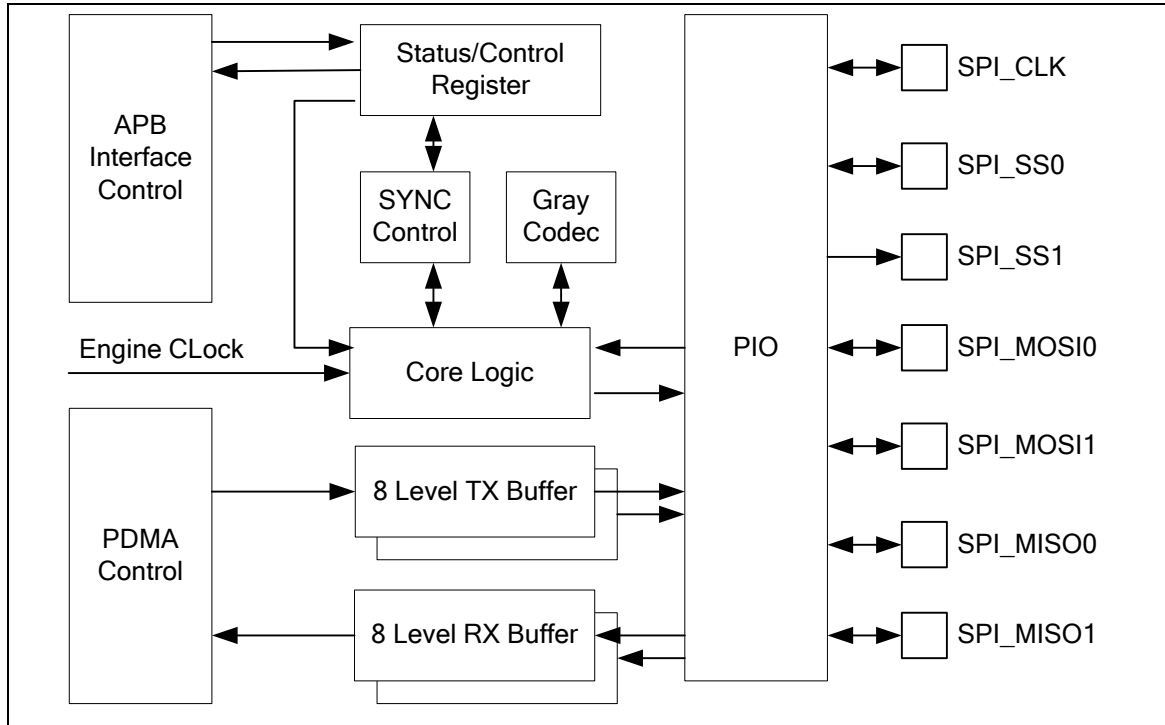 APB
Interface
Control
Status/Control
Register
SYNC
Control
Gray
Codec
Engine CLock
Core Logic
PDMA
Control
8 Level TX Buffer
8 Level RX Buffer
PIO
SPI_CLK
SPI_SS0
SPI_SS1
SPI_MOSI0
SPI_MOSI1
SPI_MISO0
SPI_MISO1